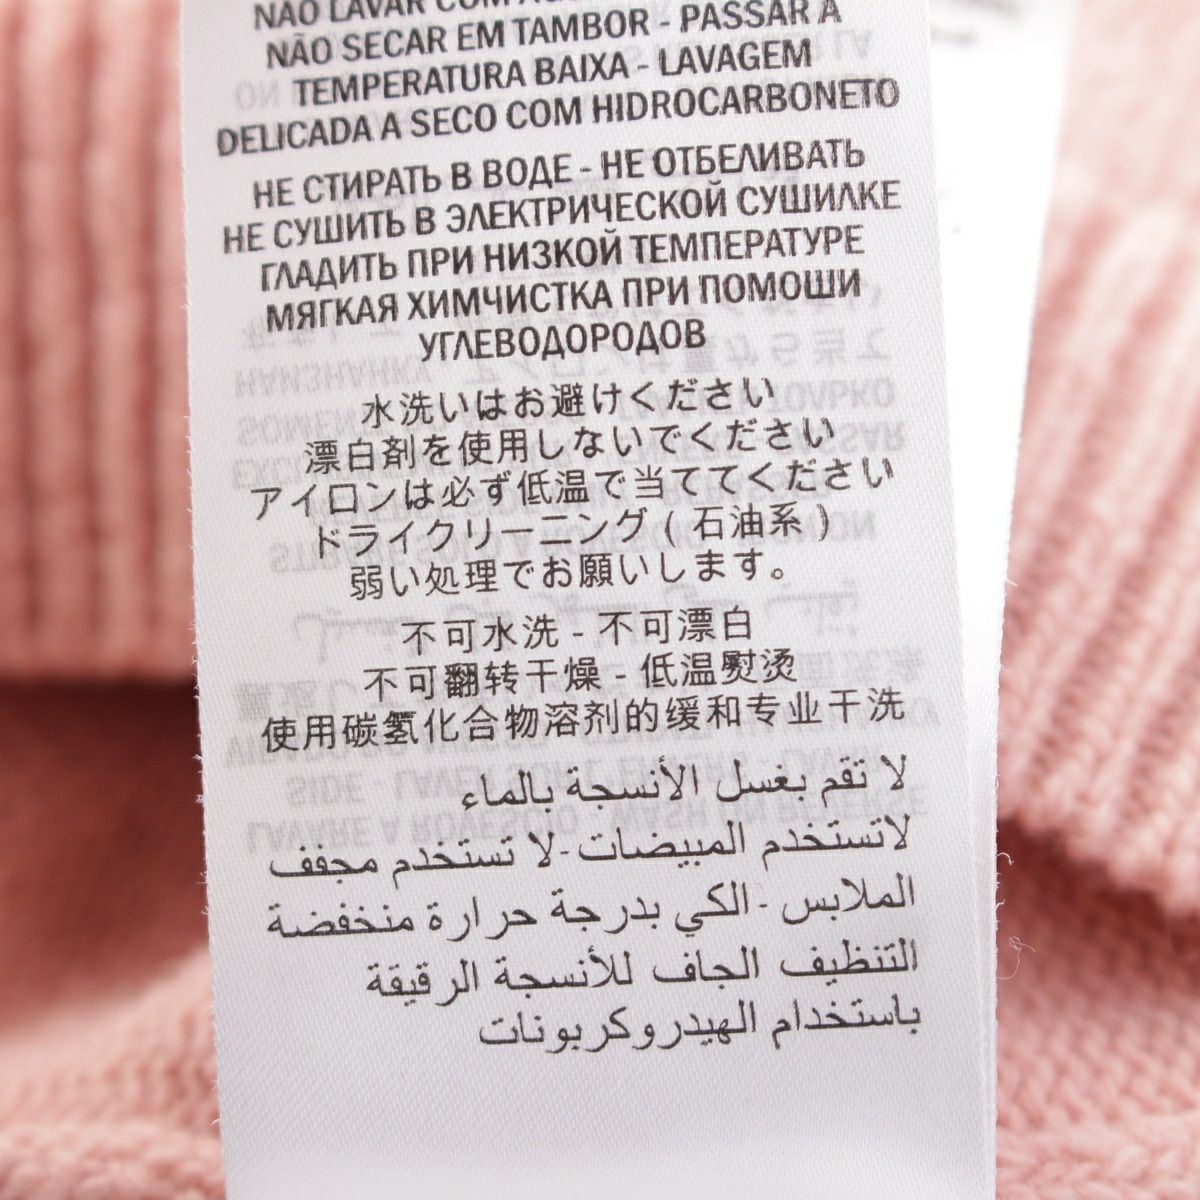 NÃO LAVAR COM
NÃO SECAR EM TAMBOR - PASSAR A
TEMPERATURA BAIXA - LAVAGEM
DELICADA A SECO COM HIDROCARBONETO
НЕ СТИРАТЬ В ВОДЕ - НЕ ОТБЕЛИВАТЬ
НЕ СУШИТЬ В ЭЛЕКТРИЧЕСКОЙ СУШИЛКЕ
ГЛАДИТЬ ПРИ НИЗКОЙ ТЕМПЕРАТУРЕ
МЯГКАЯ ХИМЧИСТКА ПРИ ПОМОШИ
УГЛЕВОДОРОДОВ
水洗いはお避けください
漂白剤を使用しないでください
アイロンは必ず低温で当ててください
ドライクリーニング ( 石油系 )
弱い処理でお願いします。
不可水洗 - 不可漂白
不可翻转干燥 - 低温熨烫
使用碳氢化合物溶剂的缓和专业干洗
لا تقم بغسل الأنسجة بالماء
لاتستخدم المبيضات - لا تستخدم مجفف
الملابس - الكي بدرجة حرارة منخفضة
التنظيف الجاف للأنسجة الرقيقة
باستخدام الهيدروكربونات